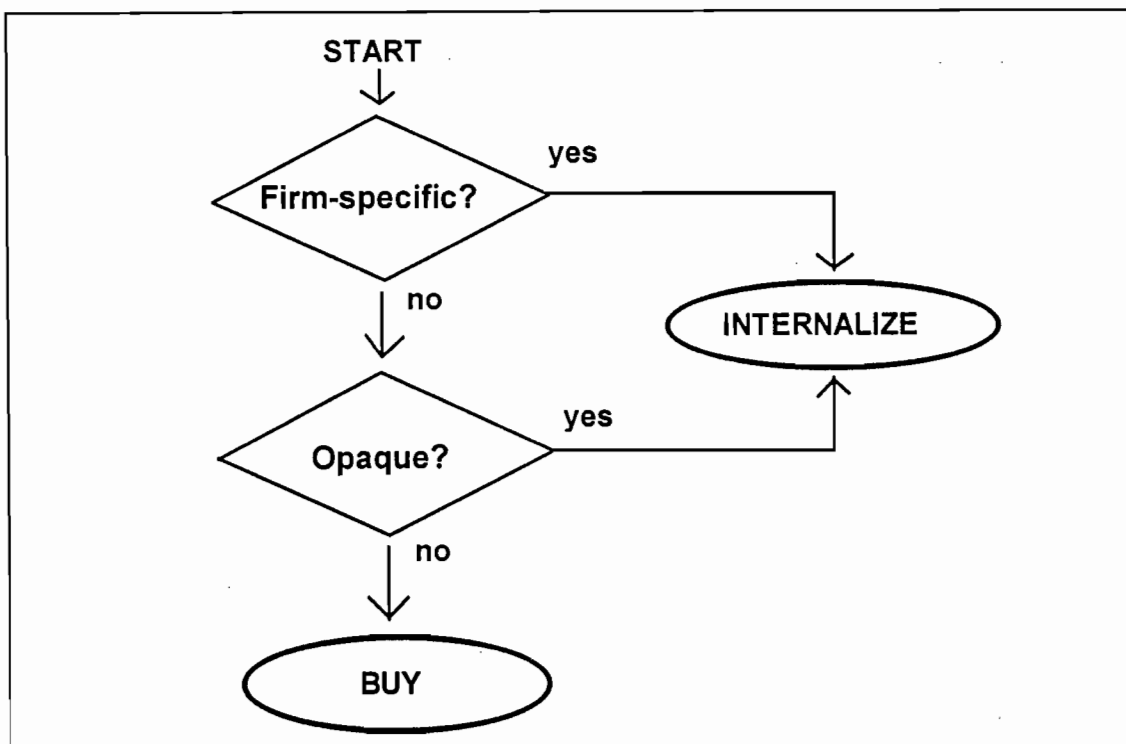 START
yes
Firm-specific?
no
INTERNALIZE
yes
Opaque?
no
BUY